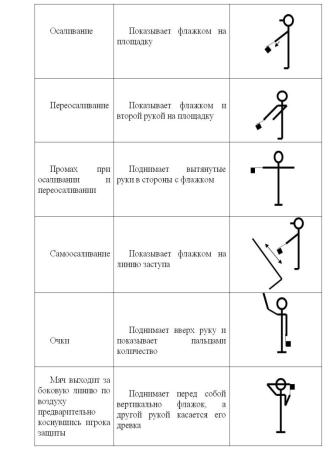 Осаливание
Показывает флажком на
площадку
Переосаливание
Показывает флажком и
второй рукой на площадку
Промах при
осаливании и
переосаливании
Поднимает вытянутые
руки в стороны с флажком
Самоосаливание
Показывает флажком на
линию заступа
Очки
Поднимает вверх руку и
показывает пальцами
количество
Мяч выходит за
боковую линию по
воздуху
предварительно
коснувшись игрока
защиты
Поднимает перед собой
вертикально флажок, а
другой рукой касается его
древка